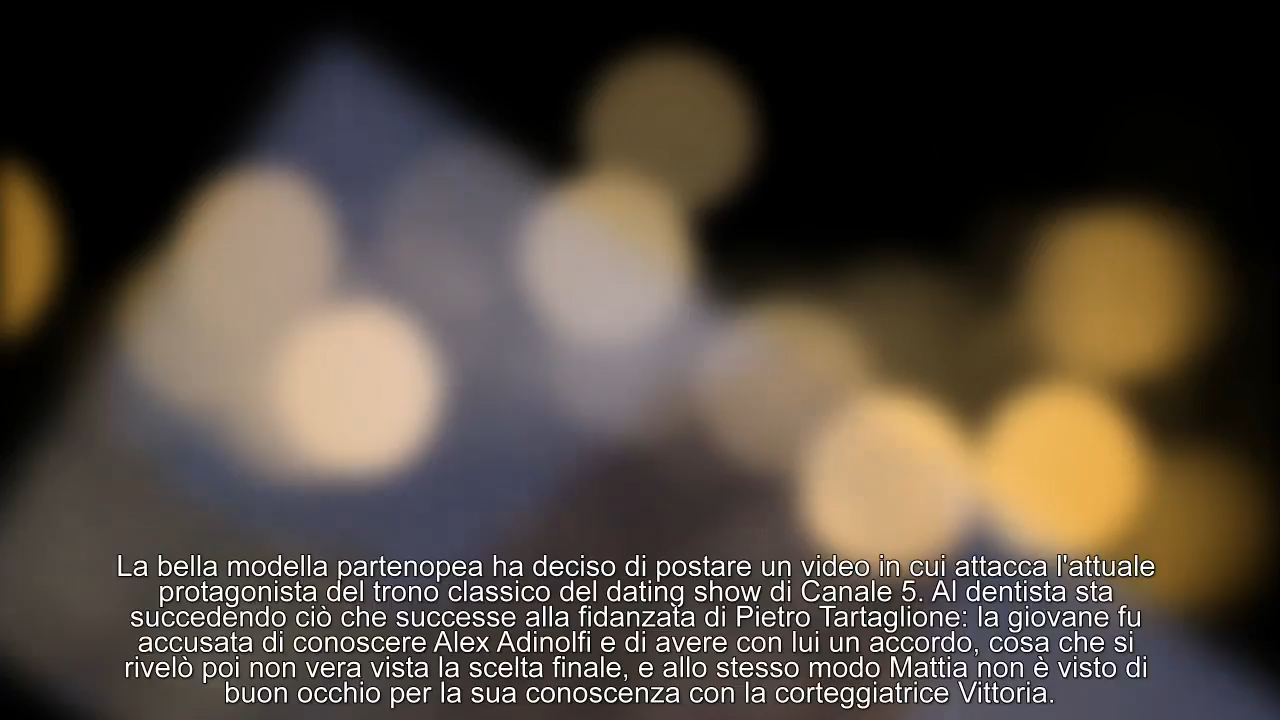 La bella modella partenopea ha deciso di postare un video in cui attacca l'attuale
protagonista del trono classico del dating show di Canale 5. Al dentista sta
succedendo ciò che successe alla fidanzata di Pietro Tartaglione: la giovane fu
accusata di conoscere Alex Adinolfi e di avere con lui un accordo, cosa che si
rivelò poi non vera vista la scelta finale, e allo stesso modo Mattia non è visto di
buon occhio per la sua conoscenza con la corteggiatrice Vittoria.